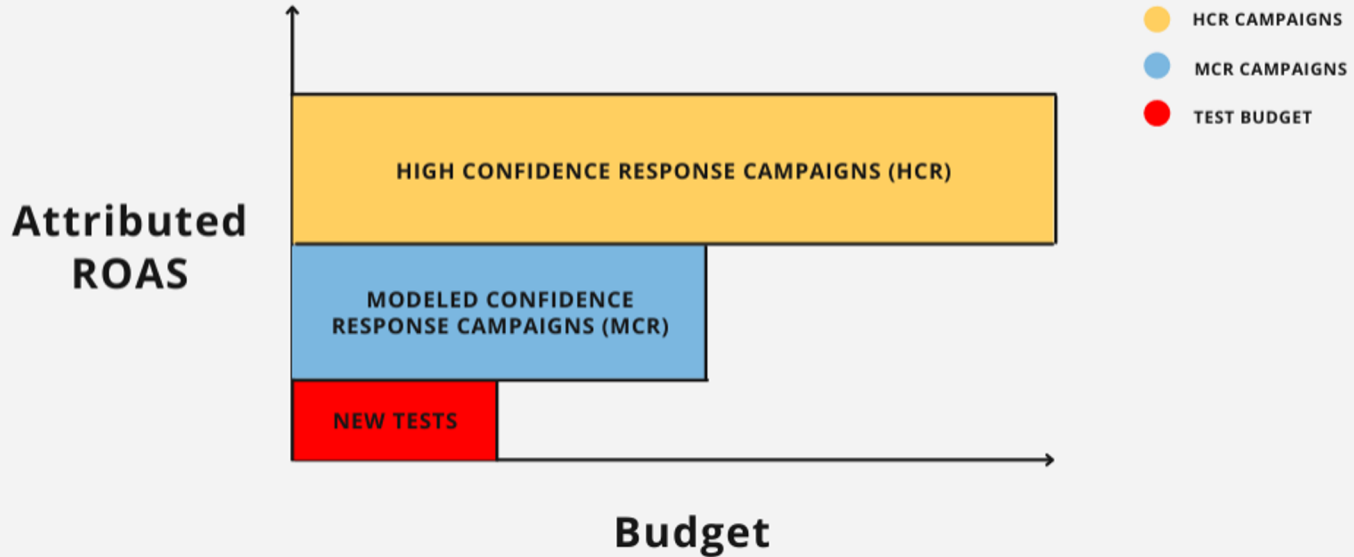 HCR CAMPAIGNS
MCR CAMPAIGNS
TEST BUDGET
HIGH CONFIDENCE RESPONSE CAMPAIGNS (HCR)
Attributed
ROAS
MODELED CONFIDENCE
RESPONSE CAMPAIGNS (MCR)
NEW TESTS
Budget